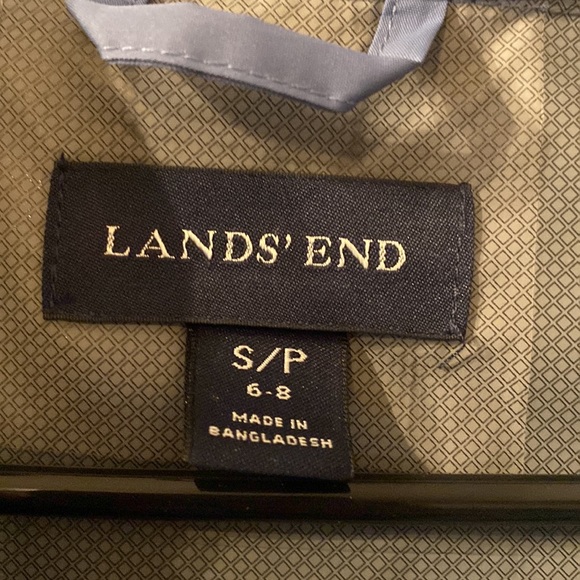 LANDS' END
S/P
6-8
MADE IN
BANGLADESH